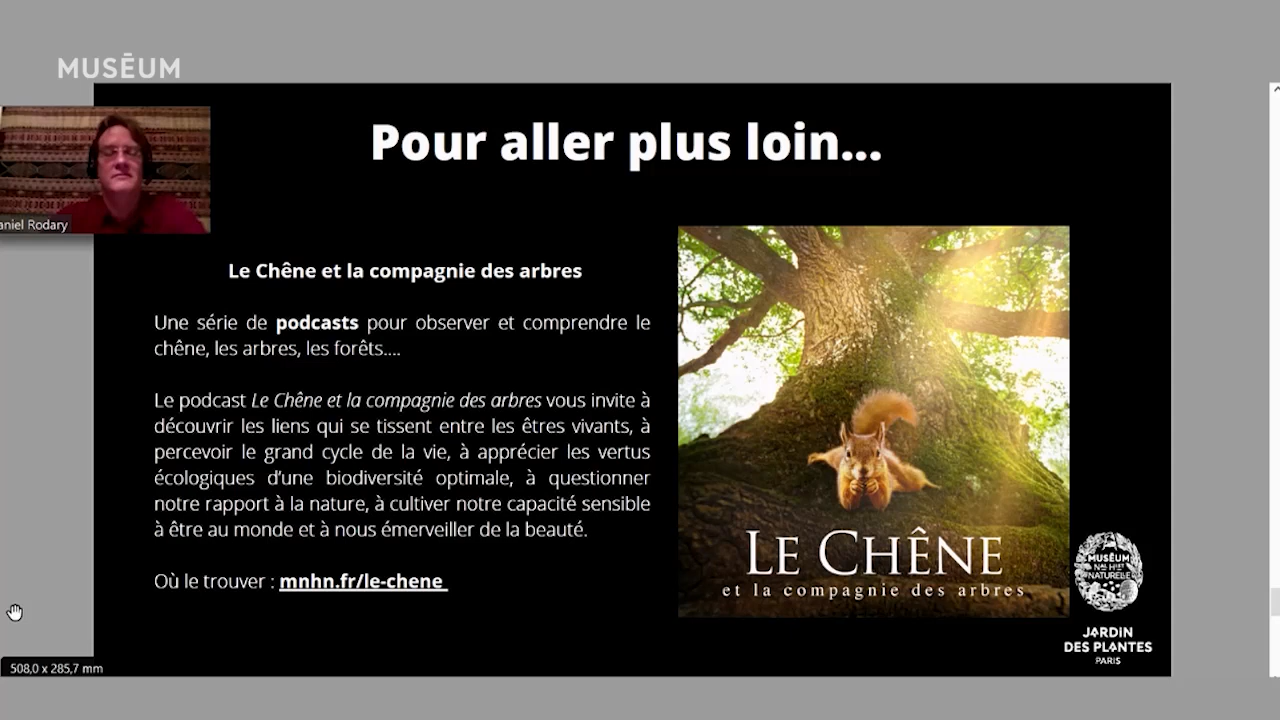 MUSĒUM
Pour aller plus loin...
aniel Rodary
Le Chêne et la compagnie des arbres
Une série de podcasts pour observer et comprendre le
chêne, les arbres, les forêts....
Le podcast Le Chêne et la compagnie des arbres vous invite à
découvrir les liens qui se tissent entre les êtres vivants, à
percevoir le grand cycle de la vie, à apprécier les vertus
écologiques d’une biodiversité optimale, à questionner
notre rapport à la nature, à cultiver notre capacité sensible
à être au monde et à nous émerveiller de la beauté.
Où le trouver : mnhn.fr/le-chene
LE CHÊNE
et la compagnie des arbres
MUSÉUM
NAL HIST
NATURELLE
JARDIN
DES PLANTES
PARIS
508,0 x 285,7 mm